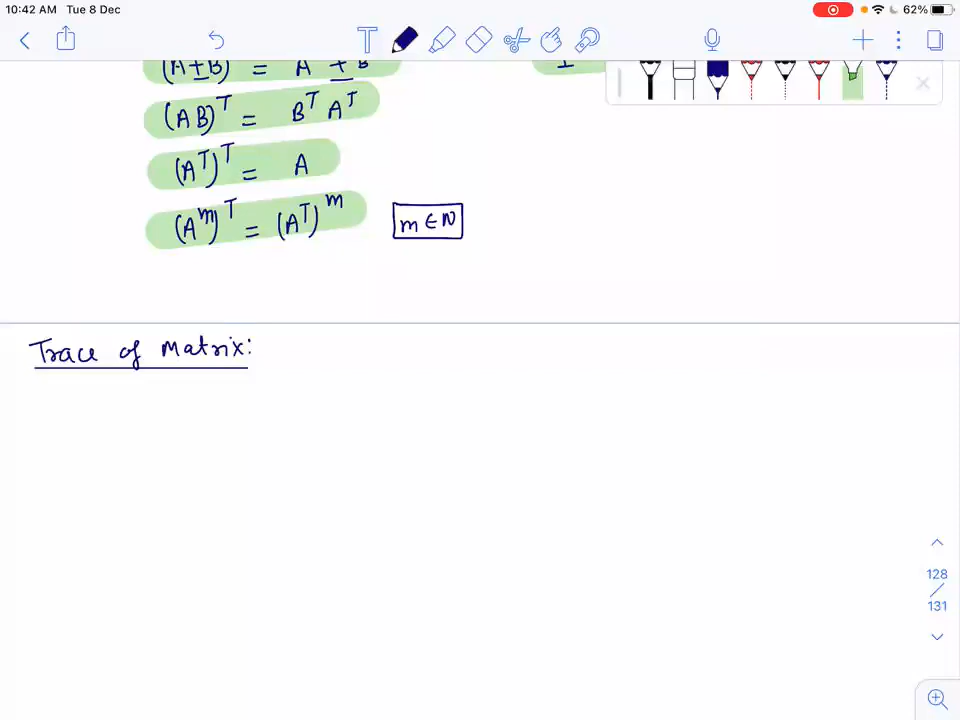 10:42 AM Tue 8 Dec
62%
(A±B) = A ± B
(AB)^T = B^T A^T
(A^T)^T = A
(A^m)^T = (A^T)^m   m ∈ N
Trace of Matrix:
128
/
131